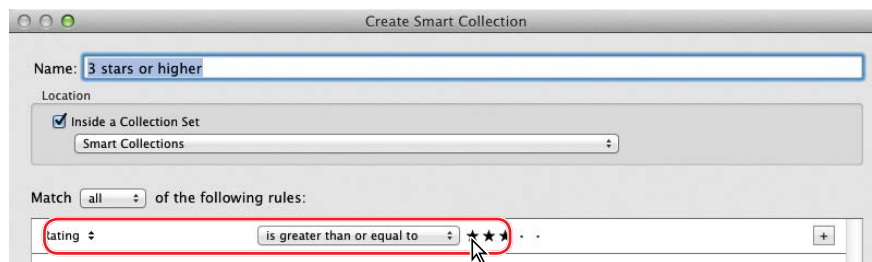 Create Smart Collection
Name: 3 stars or higher
Location
Inside a Collection Set
Smart Collections
Match all of the following rules:
Rating is greater than or equal to ★★★ · · +